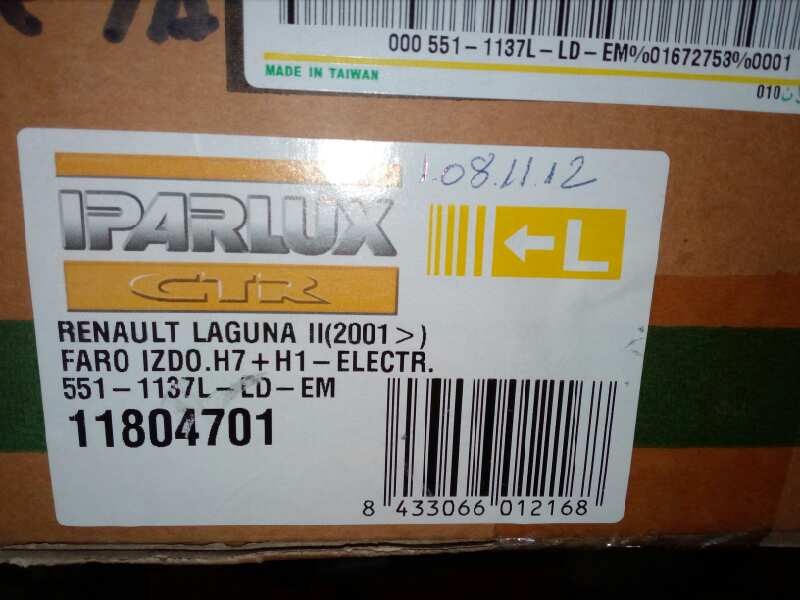 000 551-1137L-LD-EM%01672753%0001
MADE IN TAIWAN
010
1.08.11.12
IPARLUX
CTR
L
RENAULT LAGUNA II(2001>)
FARO IZDO.H7+H1-ELECTR.
551-1137L-LD-EM
11804701
8 433066 012168